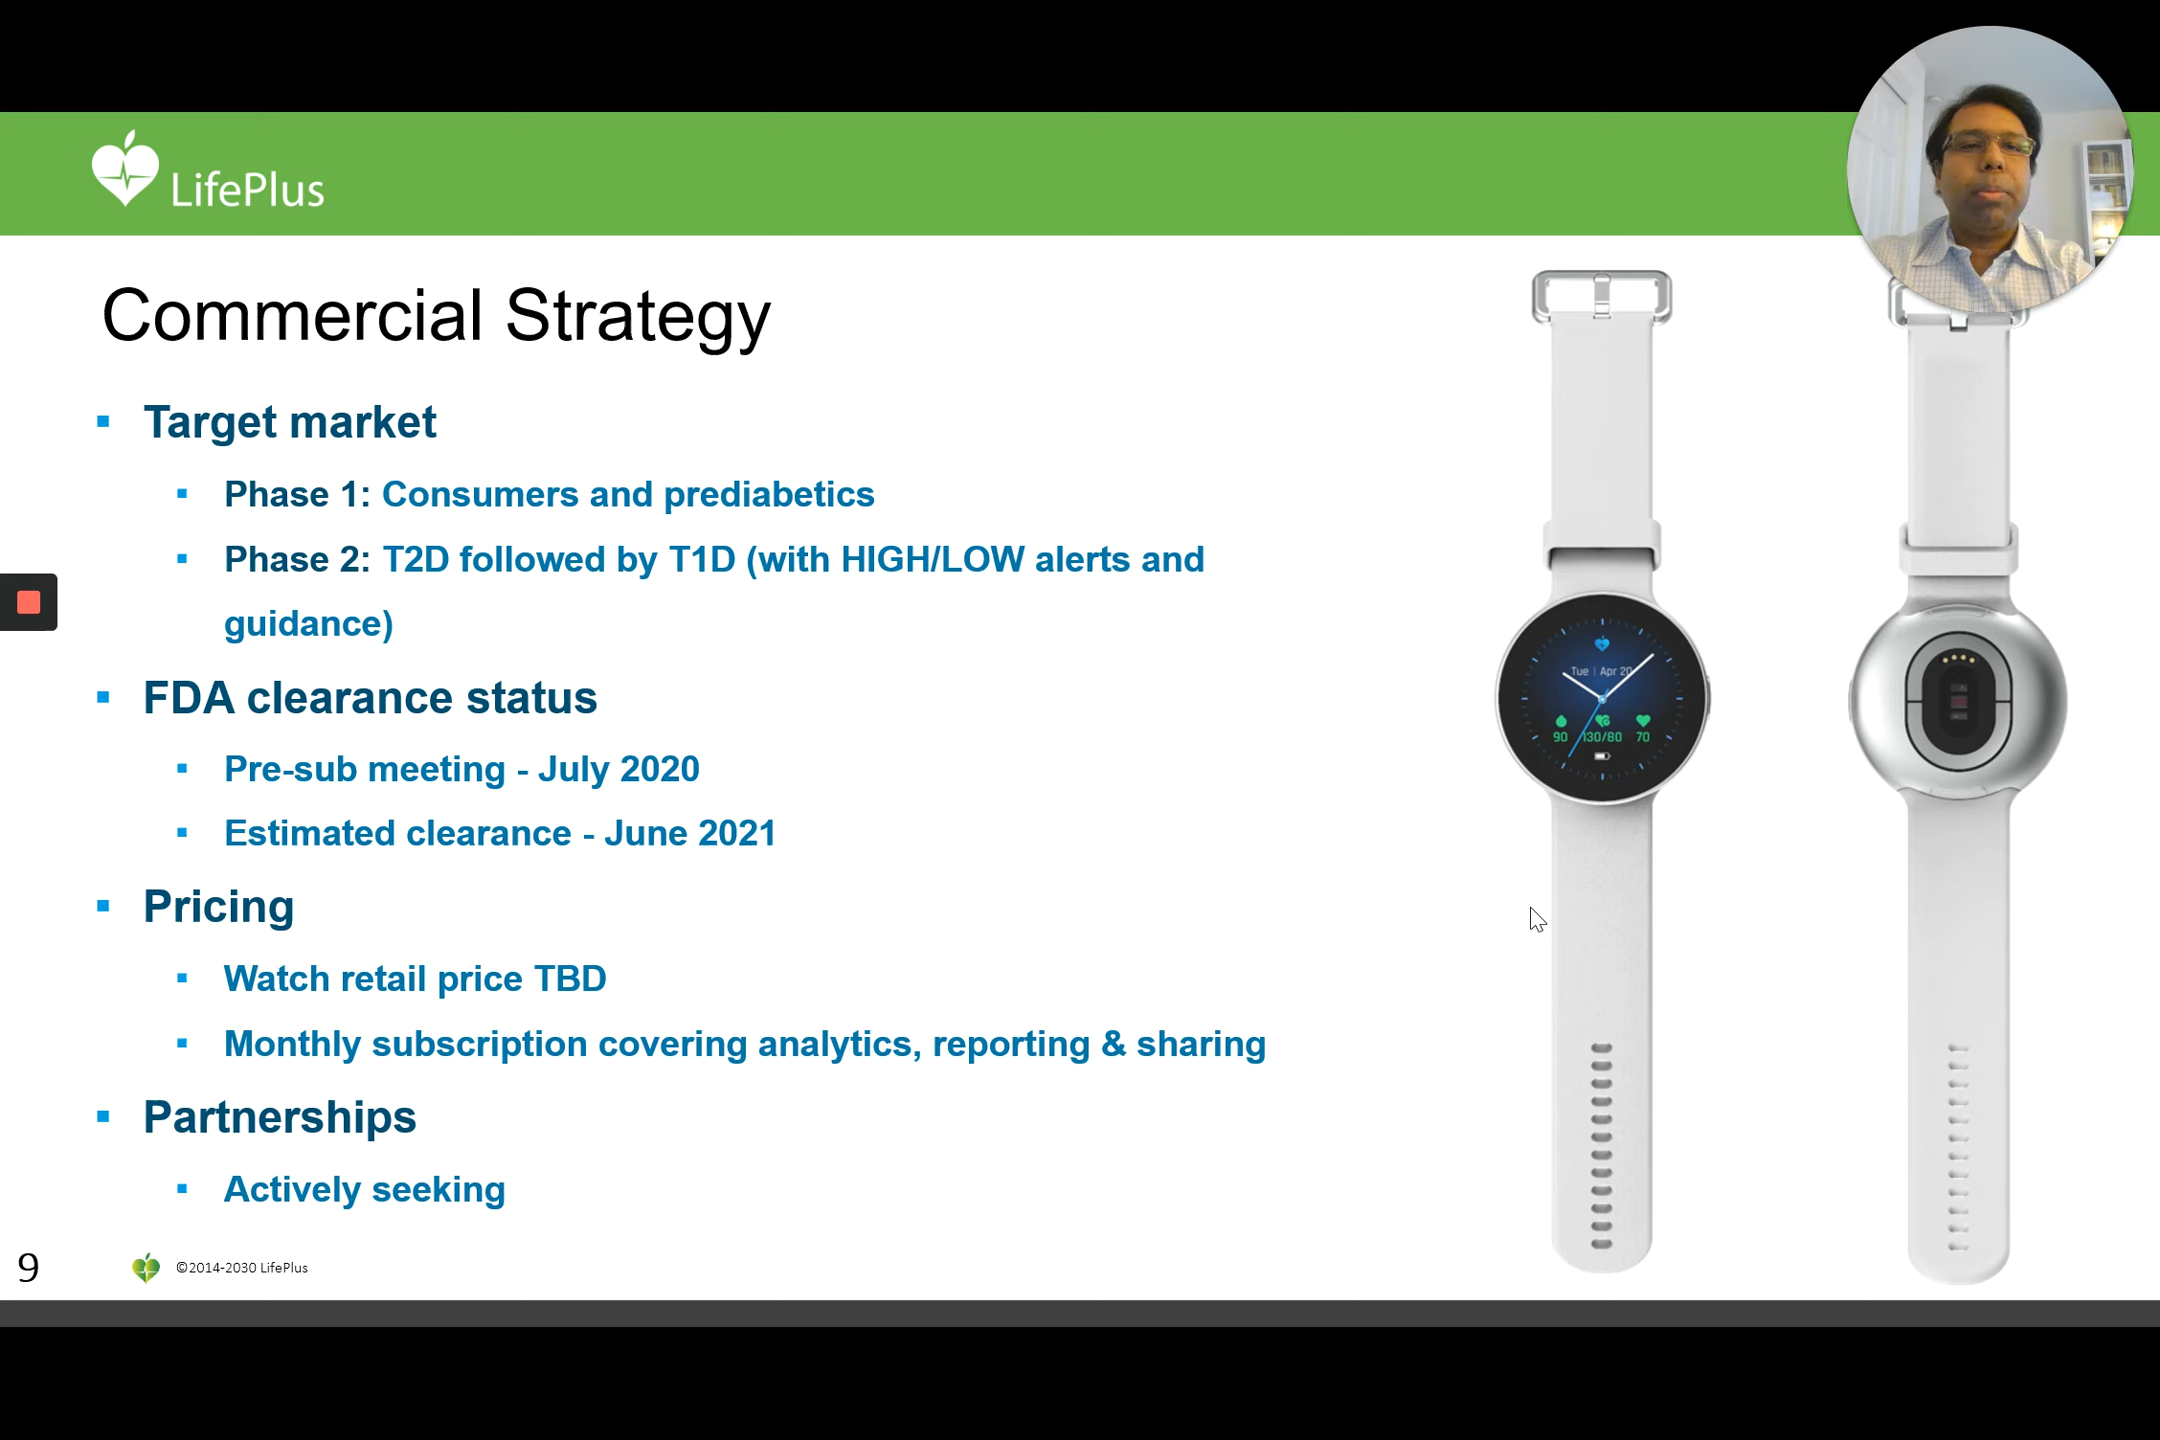 LifePlus
Commercial Strategy
Target market
Phase 1: Consumers and prediabetics
Phase 2: T2D followed by T1D (with HIGH/LOW alerts and
guidance)
FDA clearance status
Pre-sub meeting - July 2020
Estimated clearance - June 2021
Pricing
Watch retail price TBD
Monthly subscription covering analytics, reporting & sharing
Partnerships
Actively seeking
9
©2014-2030 LifePlus
Tue | Apr 20
90 130/80 70